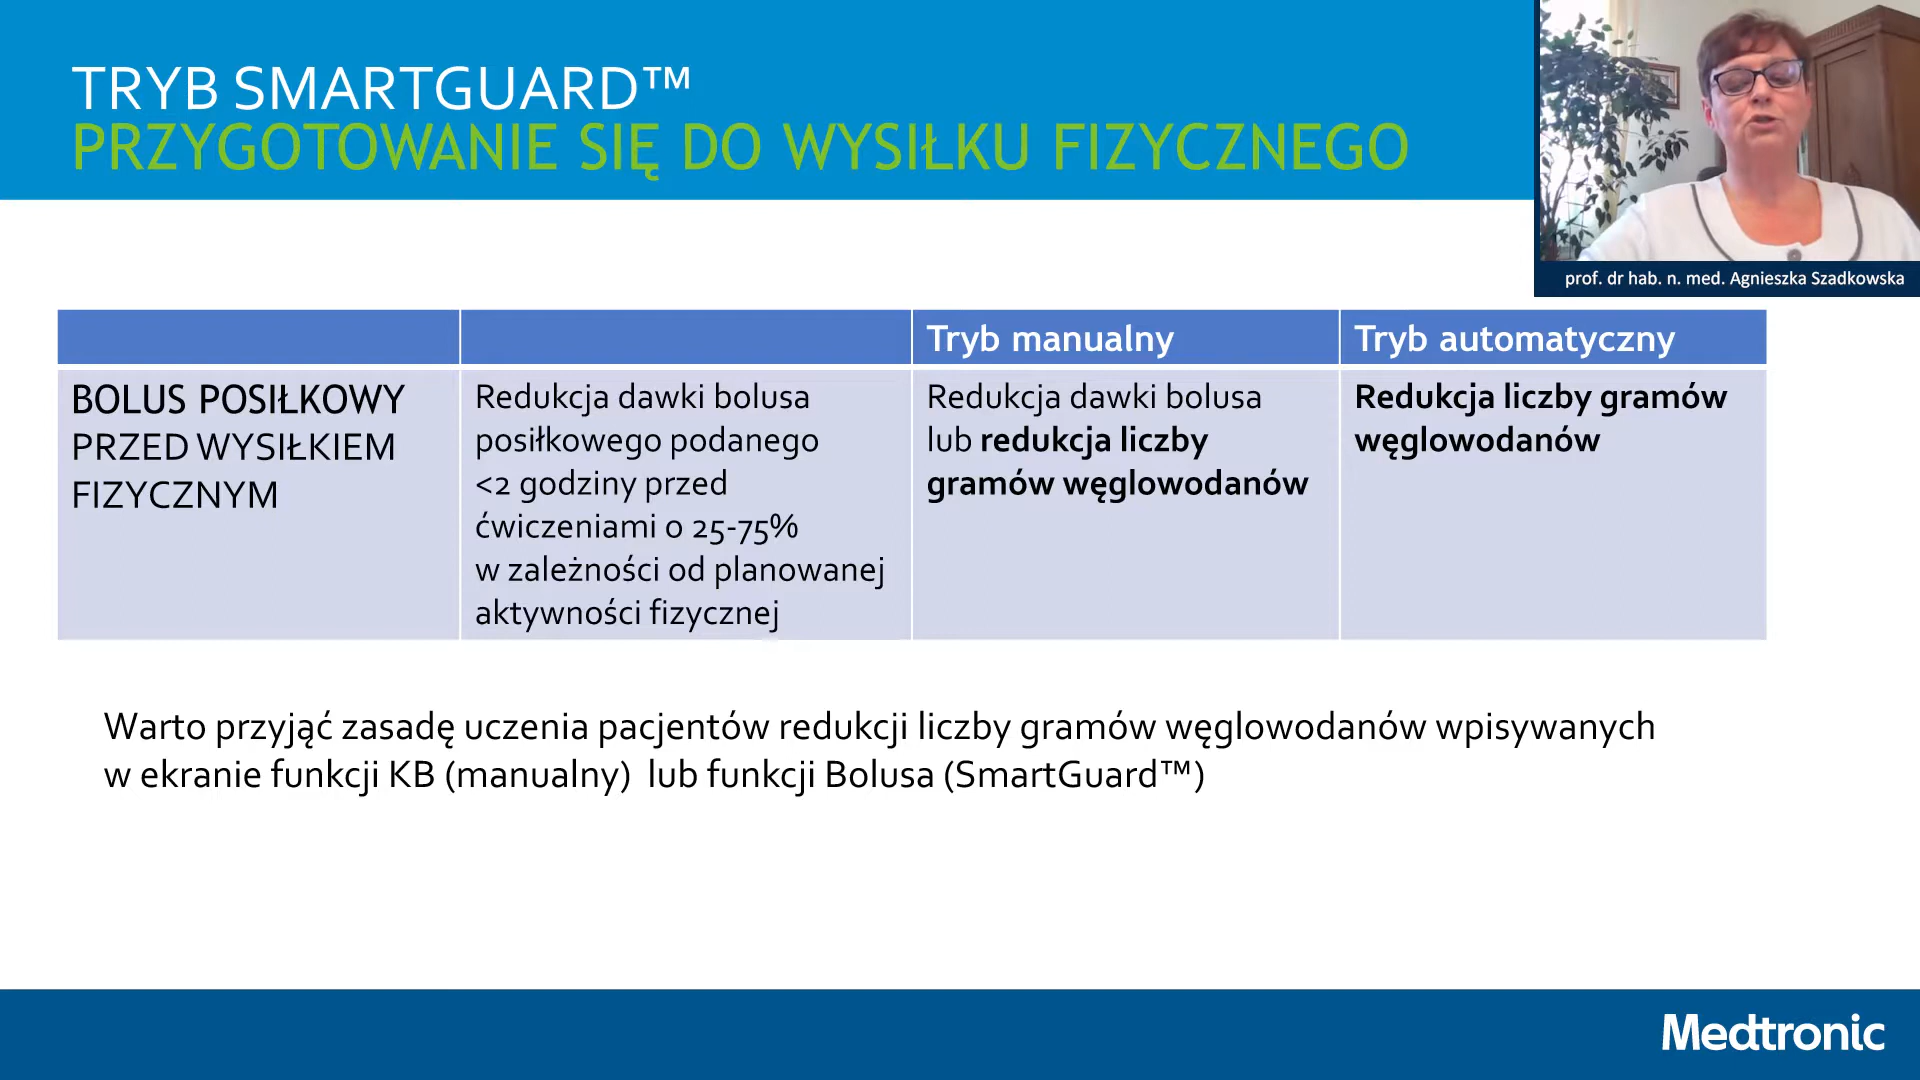 TRYB SMARTGUARD™
PRZYGOTOWANIE SIĘ DO WYSIŁKU FIZYCZNEGO
prof. dr hab. n. med. Agnieszka Szadkowska
Tryb manualny
Tryb automatyczny
BOLUS POSIŁKOWY
PRZED WYSIŁKIEM
FIZYCZNYM
Redukcja dawki bolusa
posiłkowego podanego
<2 godziny przed
ćwiczeniami o 25-75%
w zależności od planowanej
aktywności fizycznej
Redukcja dawki bolusa
lub redukcja liczby
gramów węglowodanów
Redukcja liczby gramów
węglowodanów
Warto przyjąć zasadę uczenia pacjentów redukcji liczby gramów węglowodanów wpisywanych
w ekranie funkcji KB (manualny) lub funkcji Bolusa (SmartGuard™)
Medtronic